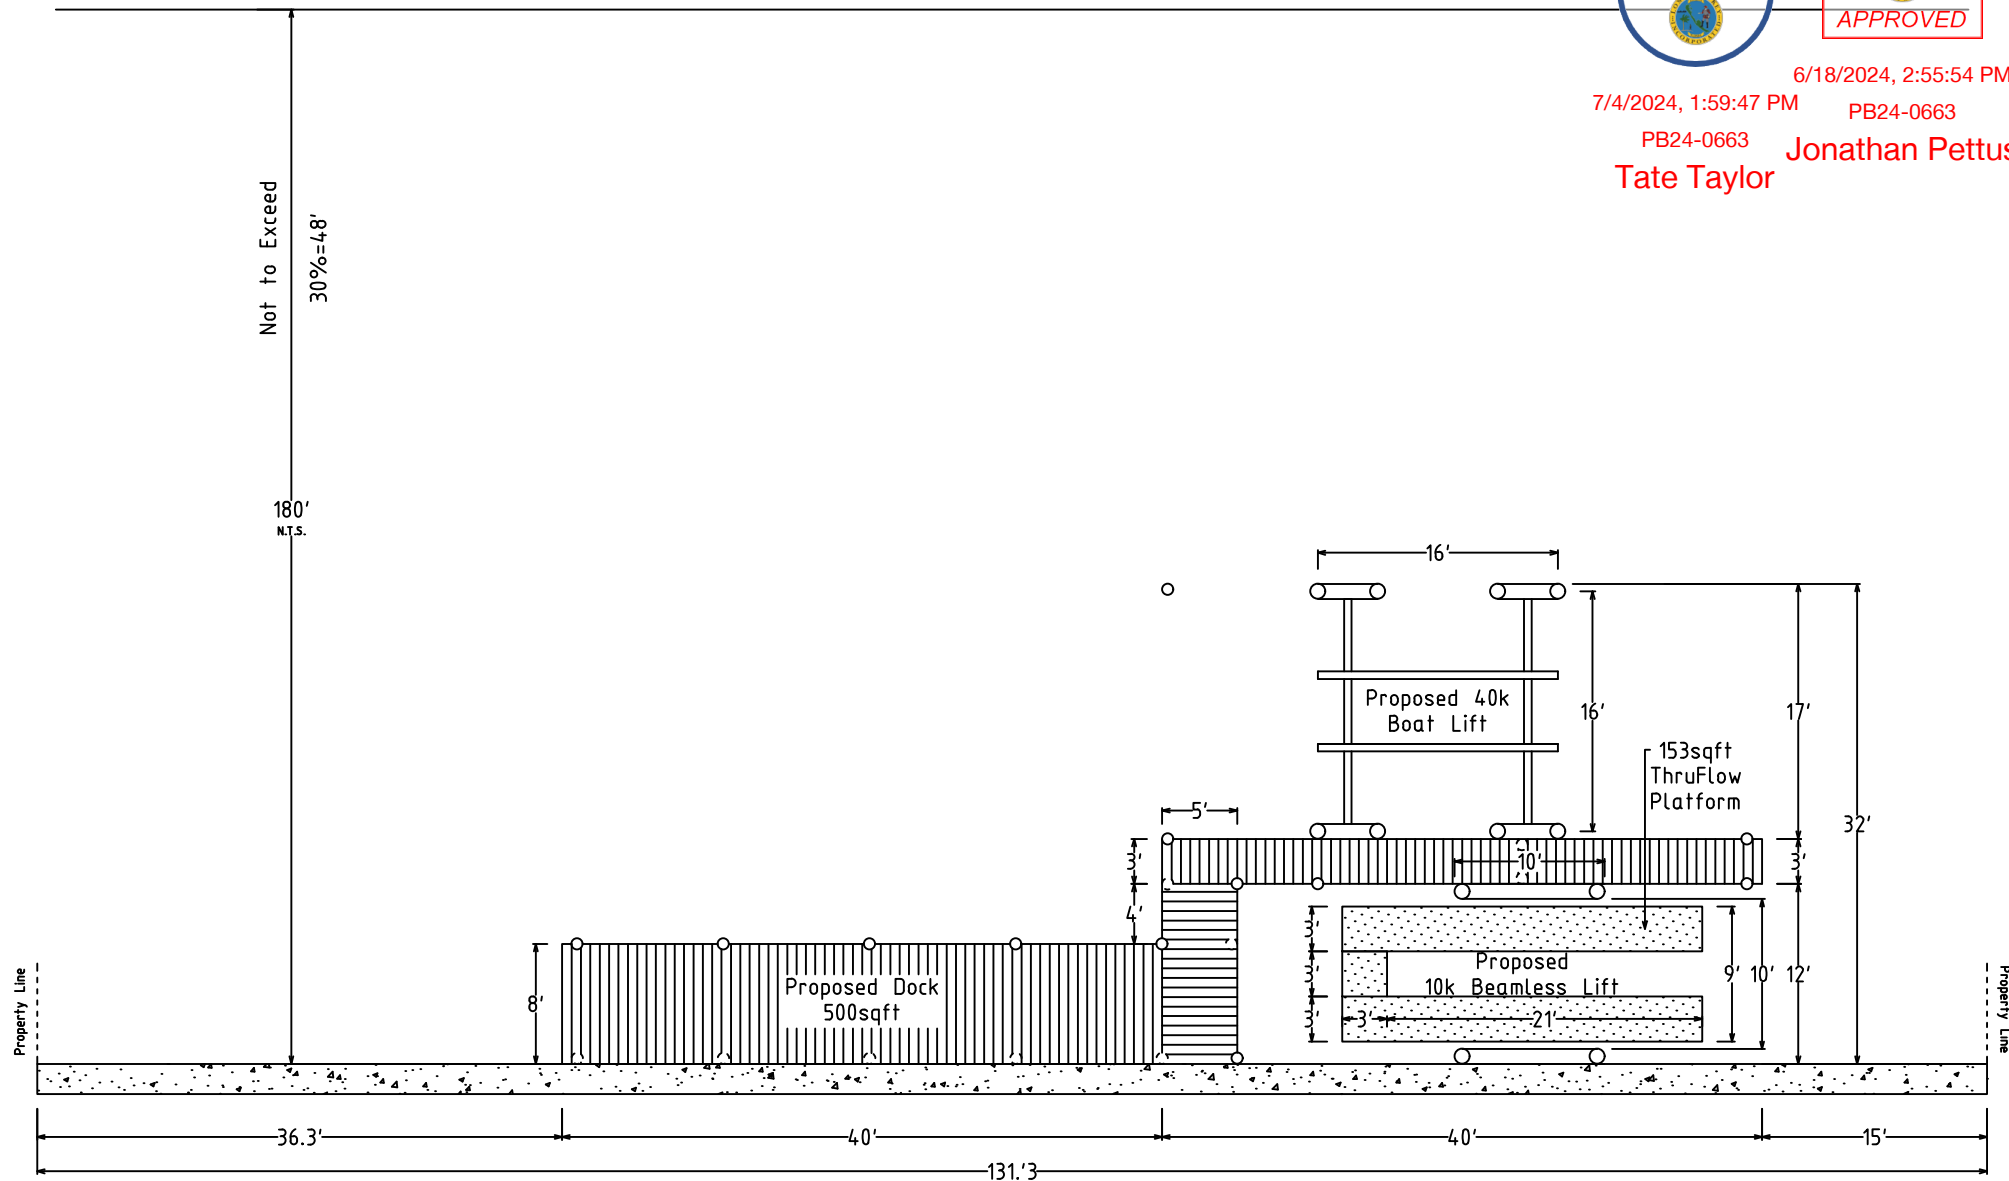 APPROVED
6/18/2024, 2:55:54 PM
7/4/2024, 1:59:47 PM
PB24-0663
PB24-0663
Jonathan Pettus
Tate Taylor
Not to Exceed
30%=48'
180'
N.T.S.
16'
Proposed 40k
Boat Lift
16'
17'
153sqft
ThruFlow
Platform
32'
5'
3'
10'
3'
4'
3'
Proposed Dock
500sqft
8'
3'
Proposed
10k Beamless Lift
9'
10'
12'
3'
3'
21'
Property Line
Property Line
36.3'
40'
40'
15'
131.'3